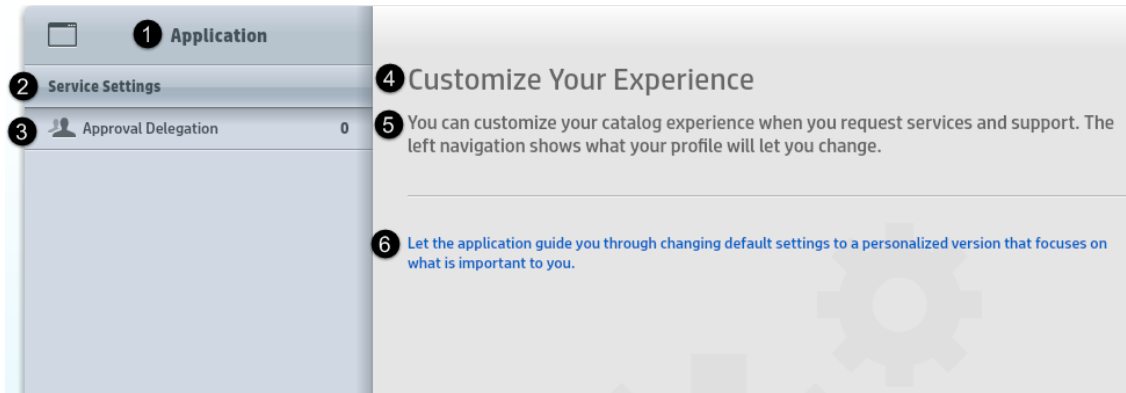 1 Application
2 Service Settings
3 Approval Delegation 0
4 Customize Your Experience
5 You can customize your catalog experience when you request services and support. The
left navigation shows what your profile will let you change.
6 Let the application guide you through changing default settings to a personalized version that focuses on
what is important to you.